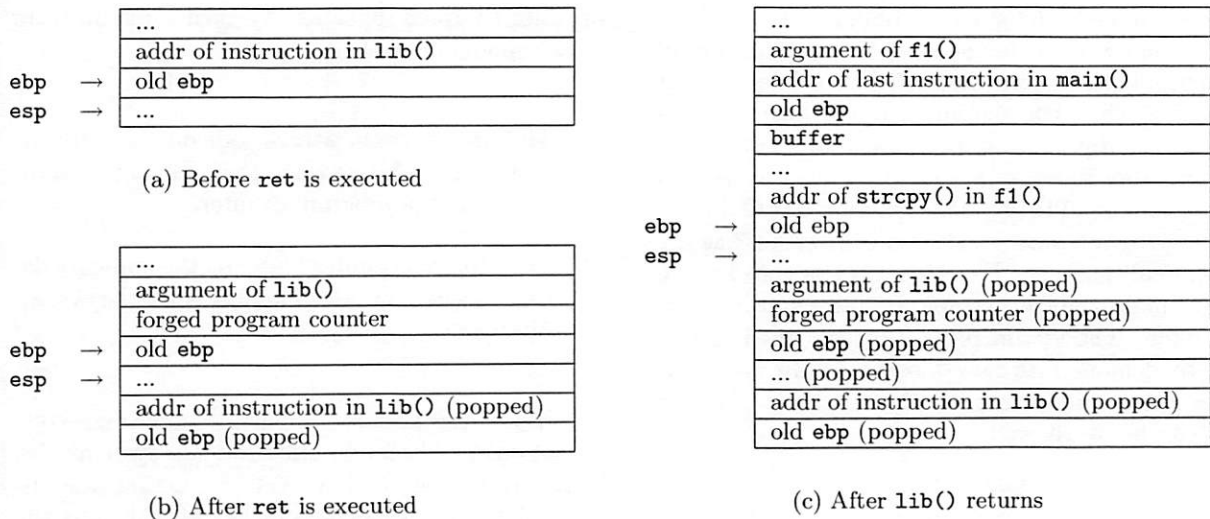 ...
addr of instruction in lib()
ebp → old ebp
esp → ...
(a) Before ret is executed
...
argument of lib()
forged program counter
ebp → old ebp
esp → ...
addr of instruction in lib() (popped)
old ebp (popped)
(b) After ret is executed
...
argument of f1()
addr of last instruction in main()
old ebp
buffer
...
addr of strcpy() in f1()
ebp → old ebp
esp → ...
argument of lib() (popped)
forged program counter (popped)
old ebp (popped)
... (popped)
addr of instruction in lib() (popped)
old ebp (popped)
(c) After lib() returns